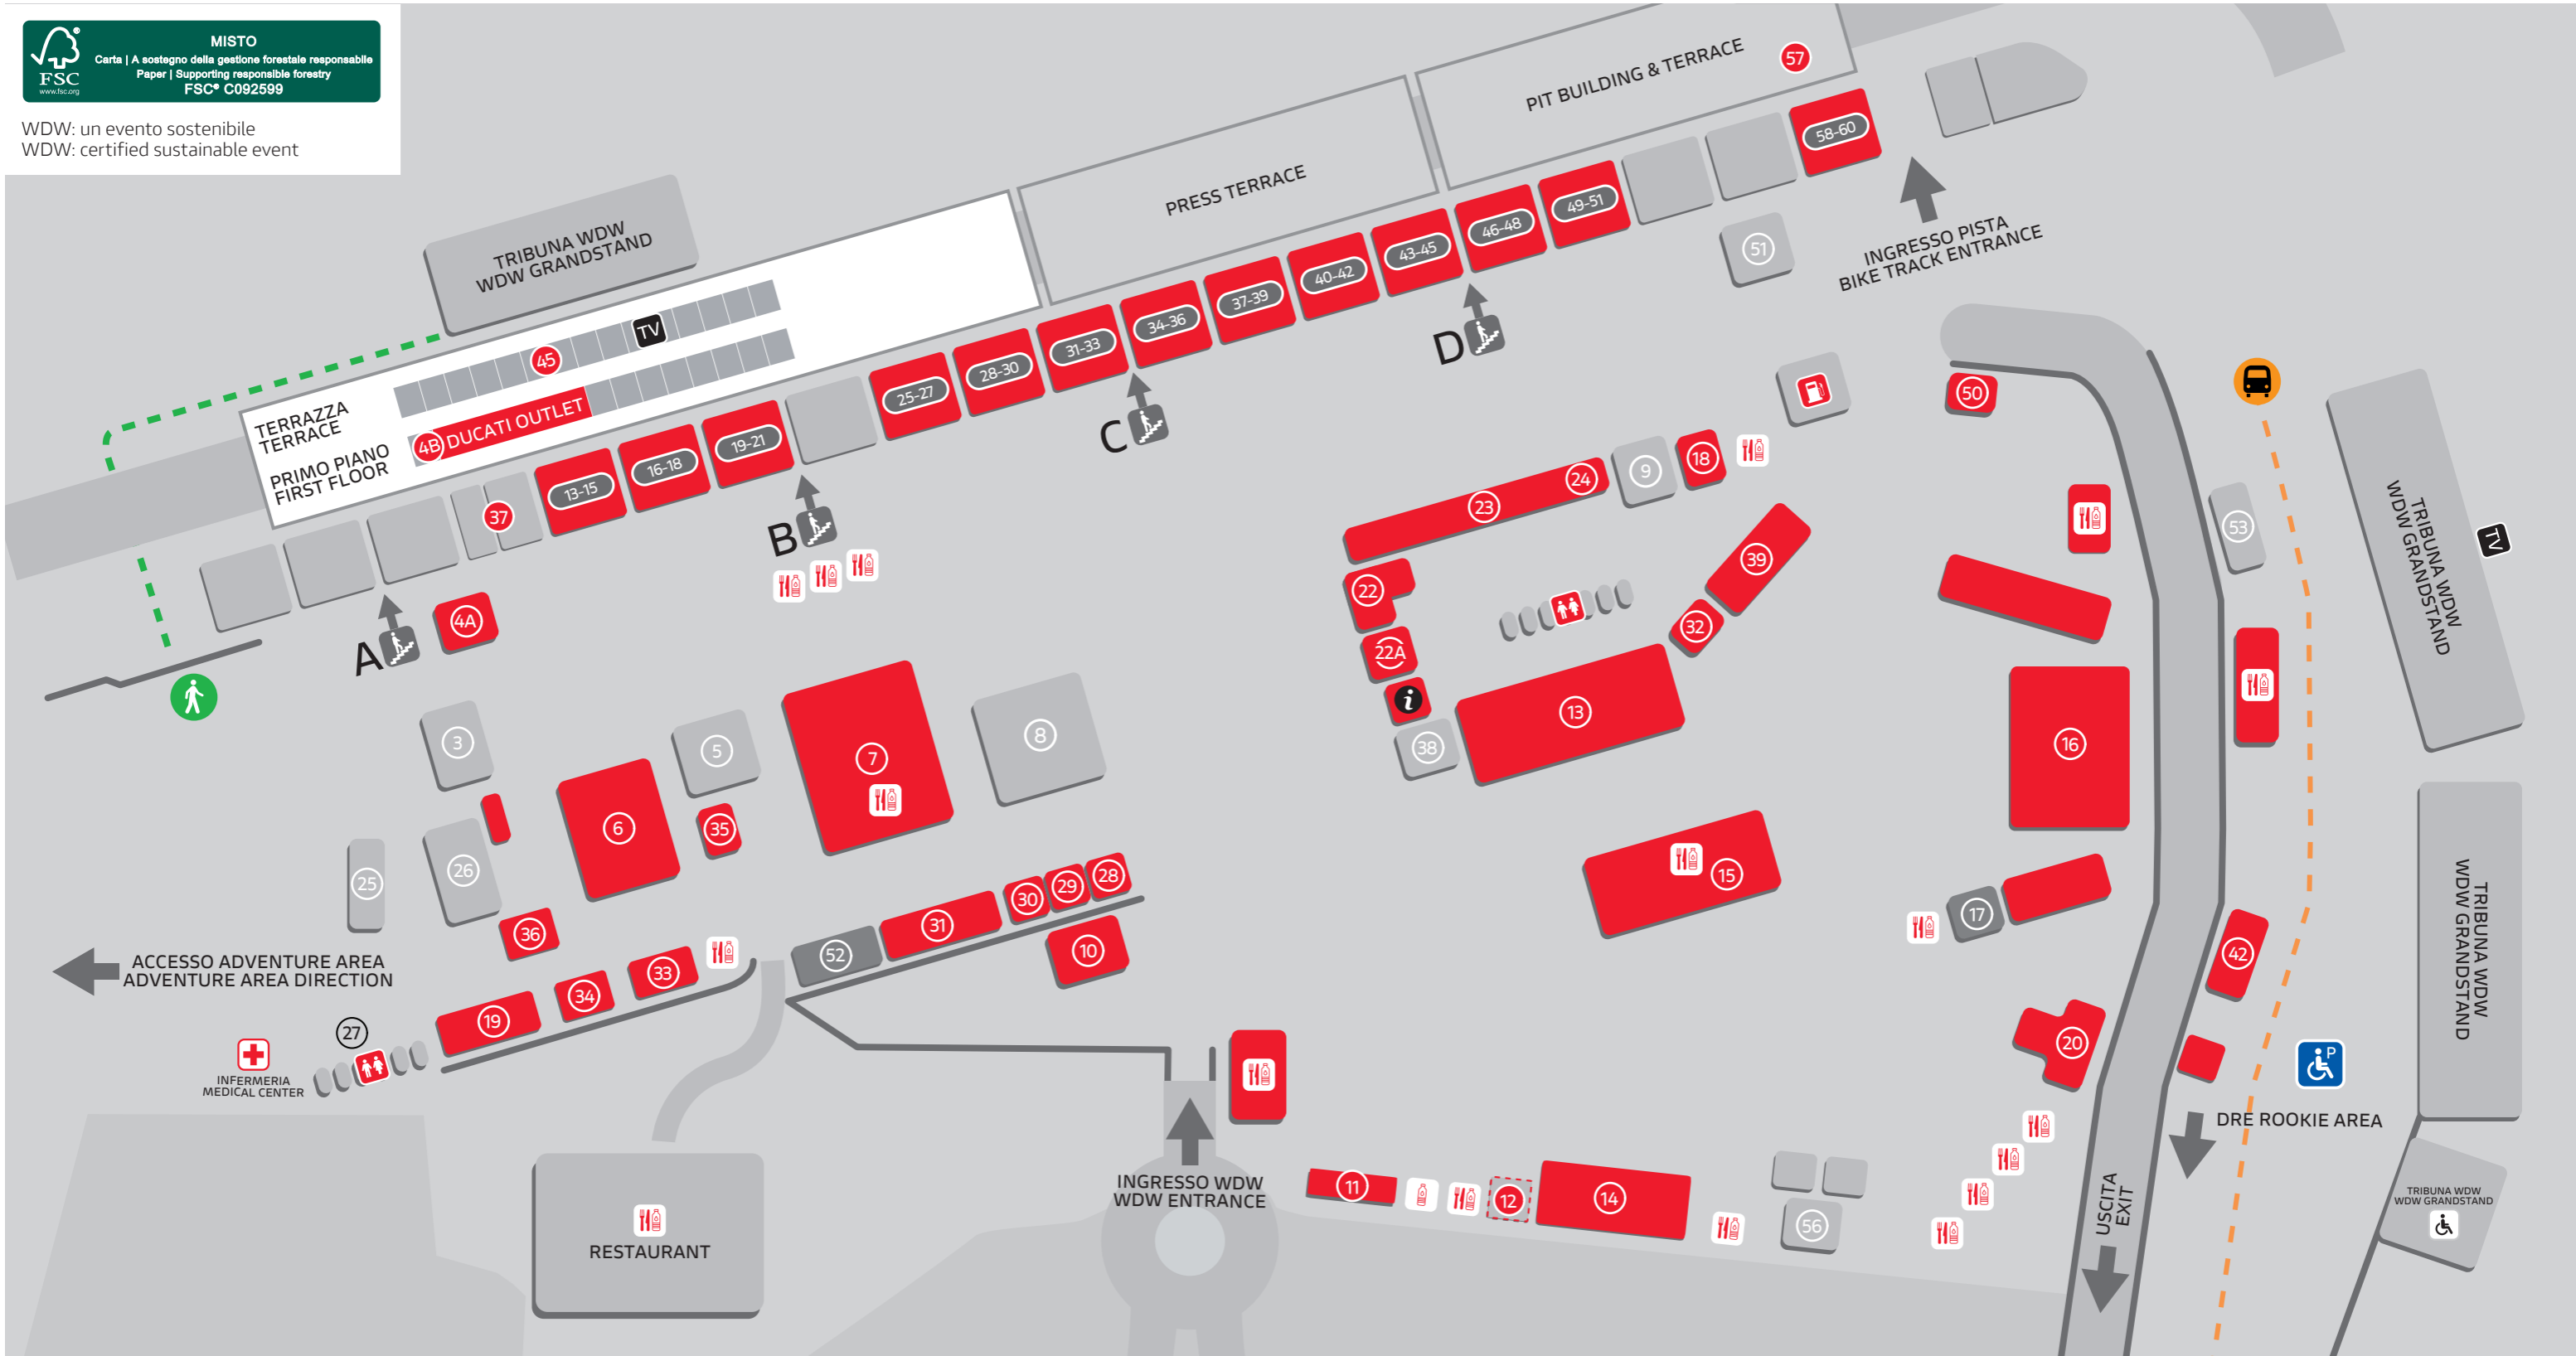 MISTO
Carta | A sostegno della gestione forestale responsabile
Paper | Supporting responsible forestry
FSC® C092599
FSC
www.fsc.org
WDW: un evento sostenibile
WDW: certified sustainable event
TRIBUNA WDW
WDW GRANDSTAND
PRESS TERRACE
PIT BUILDING & TERRACE
57
58-60
49-51
46-48
43-45
40-42
37-39
34-36
31-33
28-30
25-27
19-21
16-18
13-15
37
TV
45
4B DUCATI OUTLET
TERRAZZA
TERRACE
PRIMO PIANO
FIRST FLOOR
A
B
C
D
4A
51
INGRESSO PISTA
BIKE TRACK ENTRANCE
50
9
18
24
23
22
22A
i
38
13
32
39
53
TRIBUNA WDW
WDW GRANDSTAND
TV
3
5
6
7
8
35
25
26
36
16
15
17
42
20
TRIBUNA WDW
WDW GRANDSTAND
28
29
30
31
52
10
33
34
19
27
ACCESSO ADVENTURE AREA
ADVENTURE AREA DIRECTION
INFERMERIA
MEDICAL CENTER
P
DRE ROOKIE AREA
RESTAURANT
INGRESSO WDW
WDW ENTRANCE
11
12
14
56
USCITA
EXIT
TRIBUNA WDW
WDW GRANDSTAND